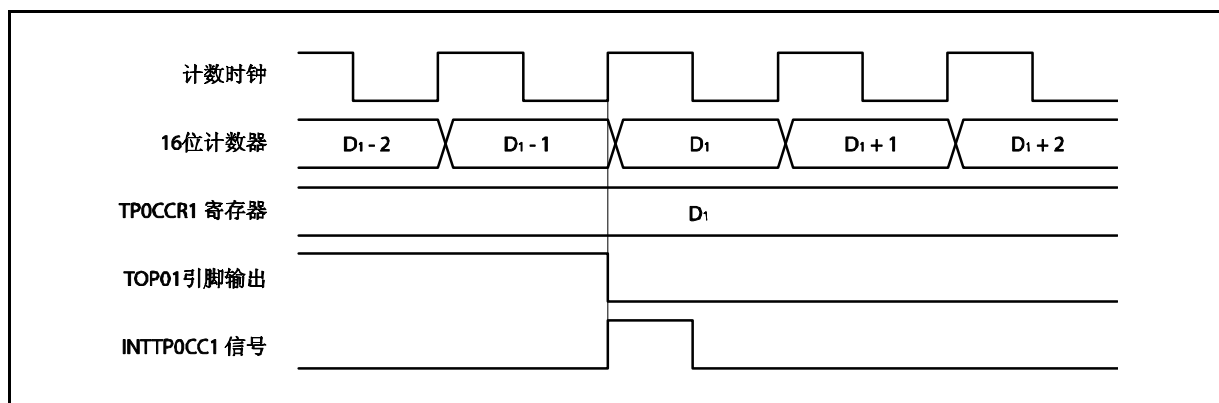 计数时钟
16位计数器 D1 - 2 D1 - 1 D1 D1 + 1 D1 + 2
TP0CCR1 寄存器 D1
TOP01引脚输出
INTTP0CC1 信号